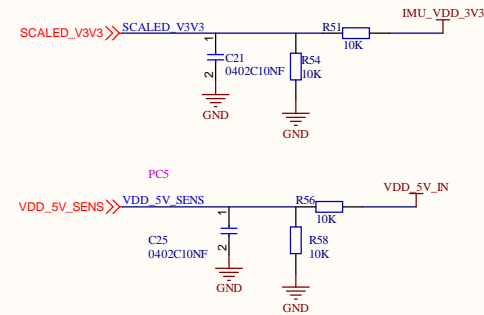 IMU_VDD_3V3
SCALED_V3V3
SCALED_V3V3
R51
10K
1
C21
0402C10NF
2
R54
10K
GND
GND
PC5
VDD_5V_IN
VDD_5V_SENS
VDD_5V_SENS
R56
10K
1
C25
0402C10NF
2
R58
10K
GND
GND